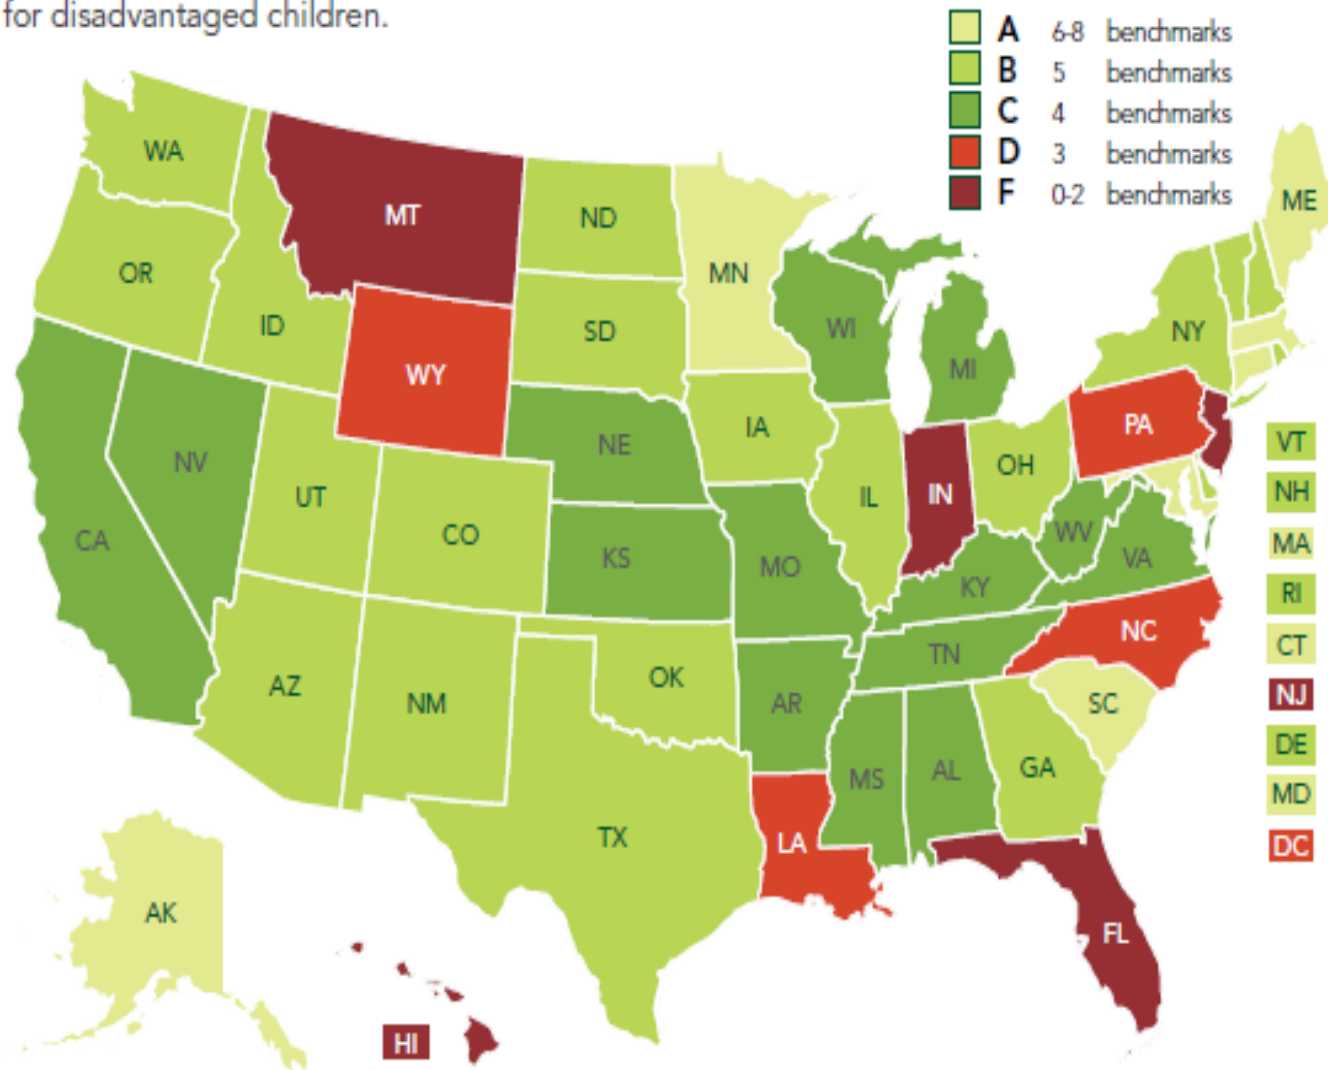 for disadvantaged children.
A 6-8 benchmarks
B 5 benchmarks
C 4 benchmarks
D 3 benchmarks
F 0-2 benchmarks
WA
MT
ND
MN
ME
OR
ID
SD
WI
NY
WY
MI
IA
PA
NE
VT
NV
UT
IL
IN
OH
NH
CO
WV
CA
KS
MO
VA
MA
KY
RI
NC
TN
CT
AZ
NM
OK
AR
SC
NJ
MS
AL
GA
DE
TX
LA
MD
DC
AK
FL
HI